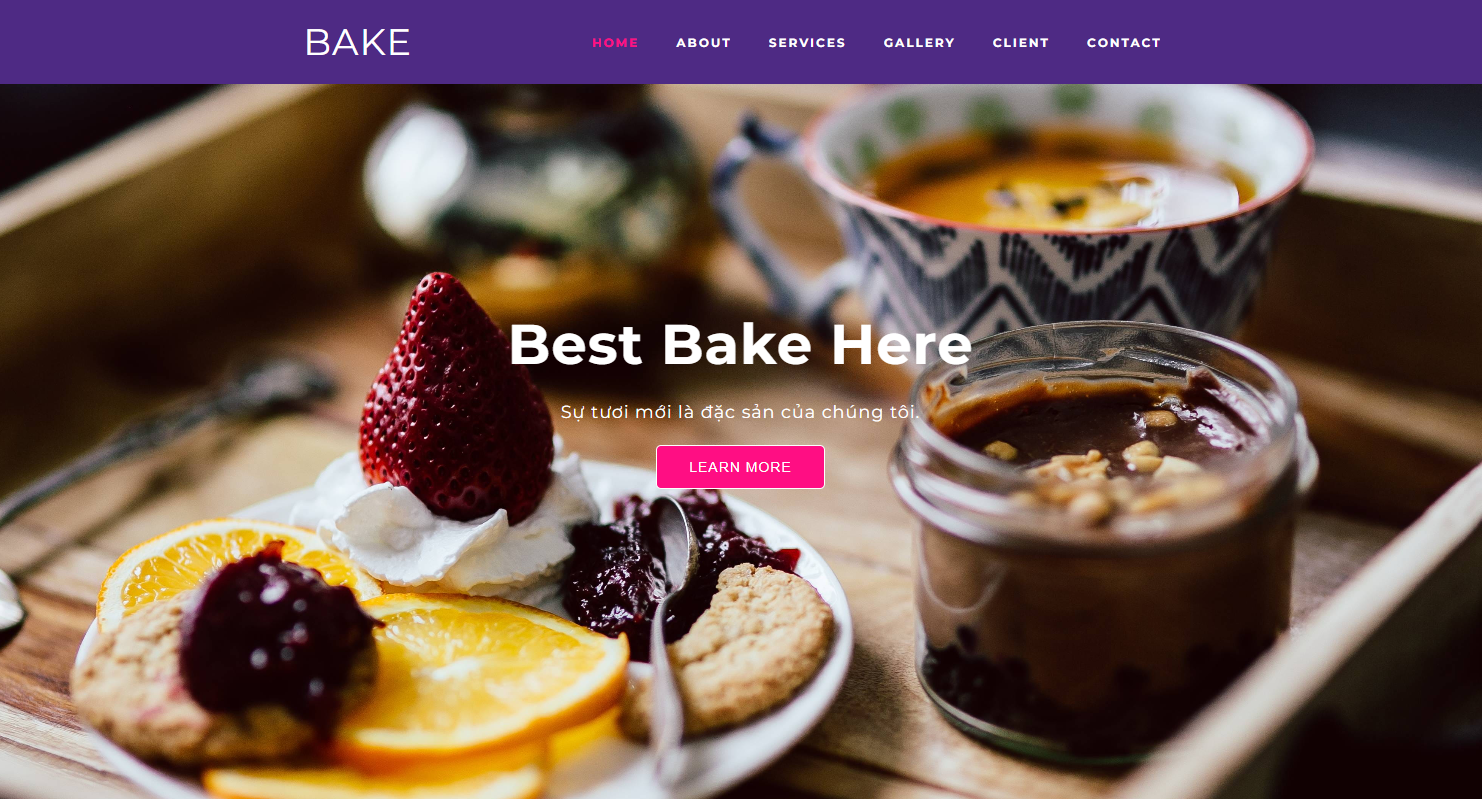 BAKE
HOME ABOUT SERVICES GALLERY CLIENT CONTACT
Best Bake Here
Sự tươi mới là đặc sản của chúng tôi.
LEARN MORE